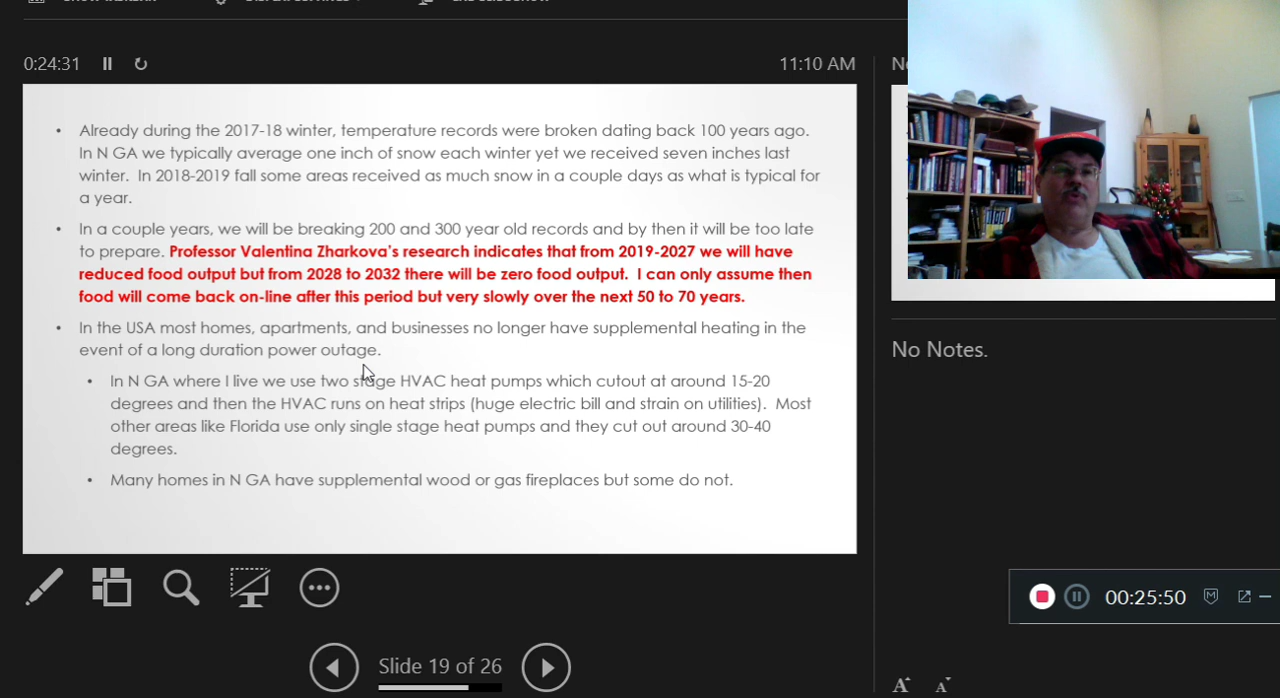 0:24:31
11:10 AM
• Already during the 2017-18 winter, temperature records were broken dating back 100 years ago.
In N GA we typically average one inch of snow each winter yet we received seven inches last
winter. In 2018-2019 fall some areas received as much snow in a couple days as what is typical for
a year.
• In a couple years, we will be breaking 200 and 300 year old records and by then it will be too late
to prepare. Professor Valentina Zharkova's research indicates that from 2019-2027 we will have
reduced food output but from 2028 to 2032 there will be zero food output. I can only assume then
food will come back on-line after this period but very slowly over the next 50 to 70 years.
• In the USA most homes, apartments, and businesses no longer have supplemental heating in the
event of a long duration power outage.
• In N GA where I live we use two stage HVAC heat pumps which cutout at around 15-20
degrees and then the HVAC runs on heat strips (huge electric bill and strain on utilities). Most
other areas like Florida use only single stage heat pumps and they cut out around 30-40
degrees.
• Many homes in N GA have supplemental wood or gas fireplaces but some do not.
Slide 19 of 26
No Notes.
00:25:50
A A